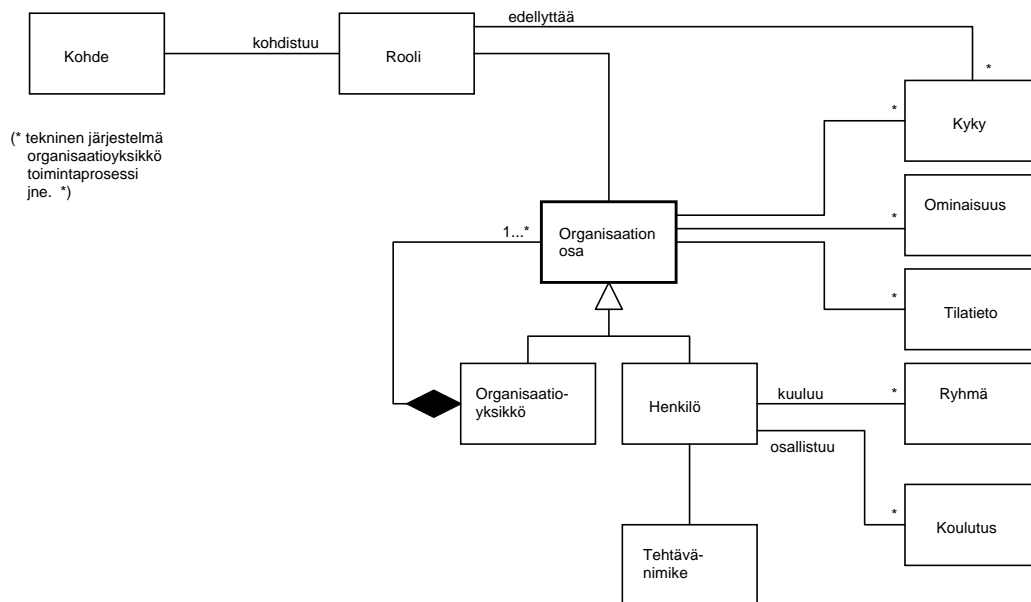 edellyttää
Kohde
kohdistuu
Rooli
*
*
Kyky
(* tekninen järjestelmä
organisaatioyksikkö
toimintaprosessi
jne. *)
Ominaisuus
*
1...*
Organisaation
osa
*
Tilatieto
Organisaatio-
yksikkö
Henkilö
kuuluu
*
Ryhmä
osallistuu
*
Koulutus
Tehtävä-
nimike